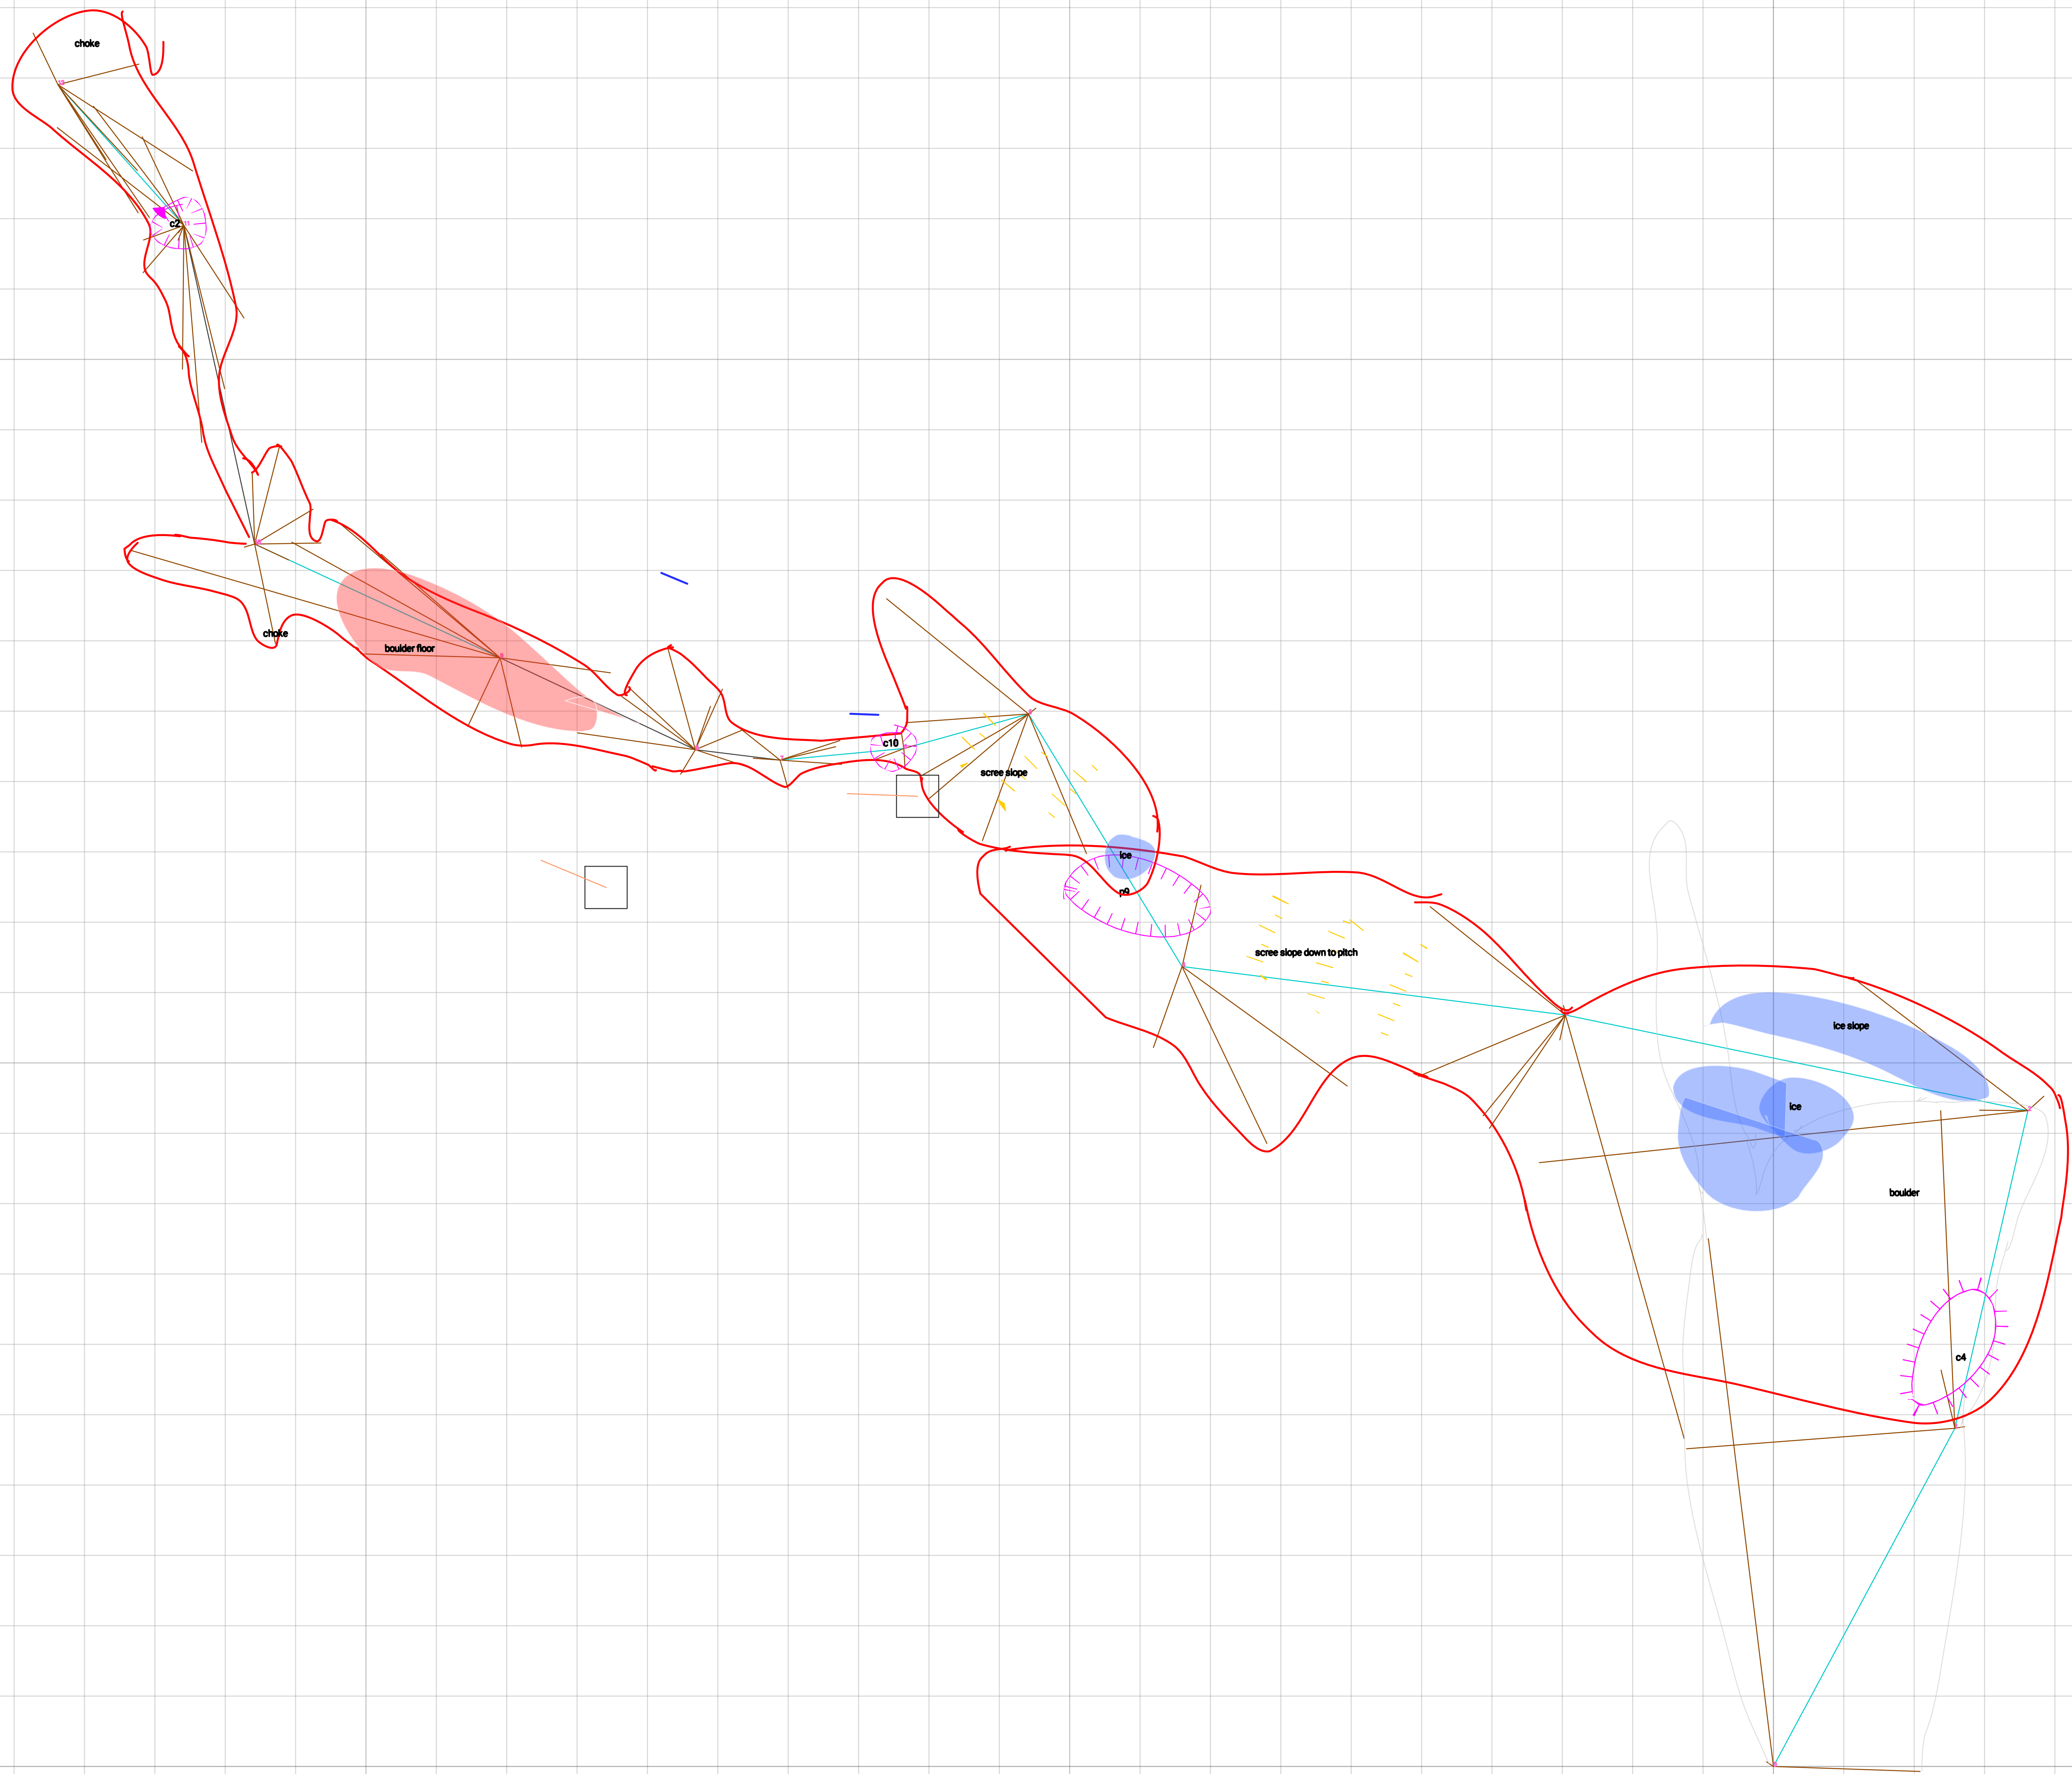 choke
c2
choke
boulder floor
c10
scree slope
ice
p9
scree slope down to pitch
ice slope
ice
boulder
c4